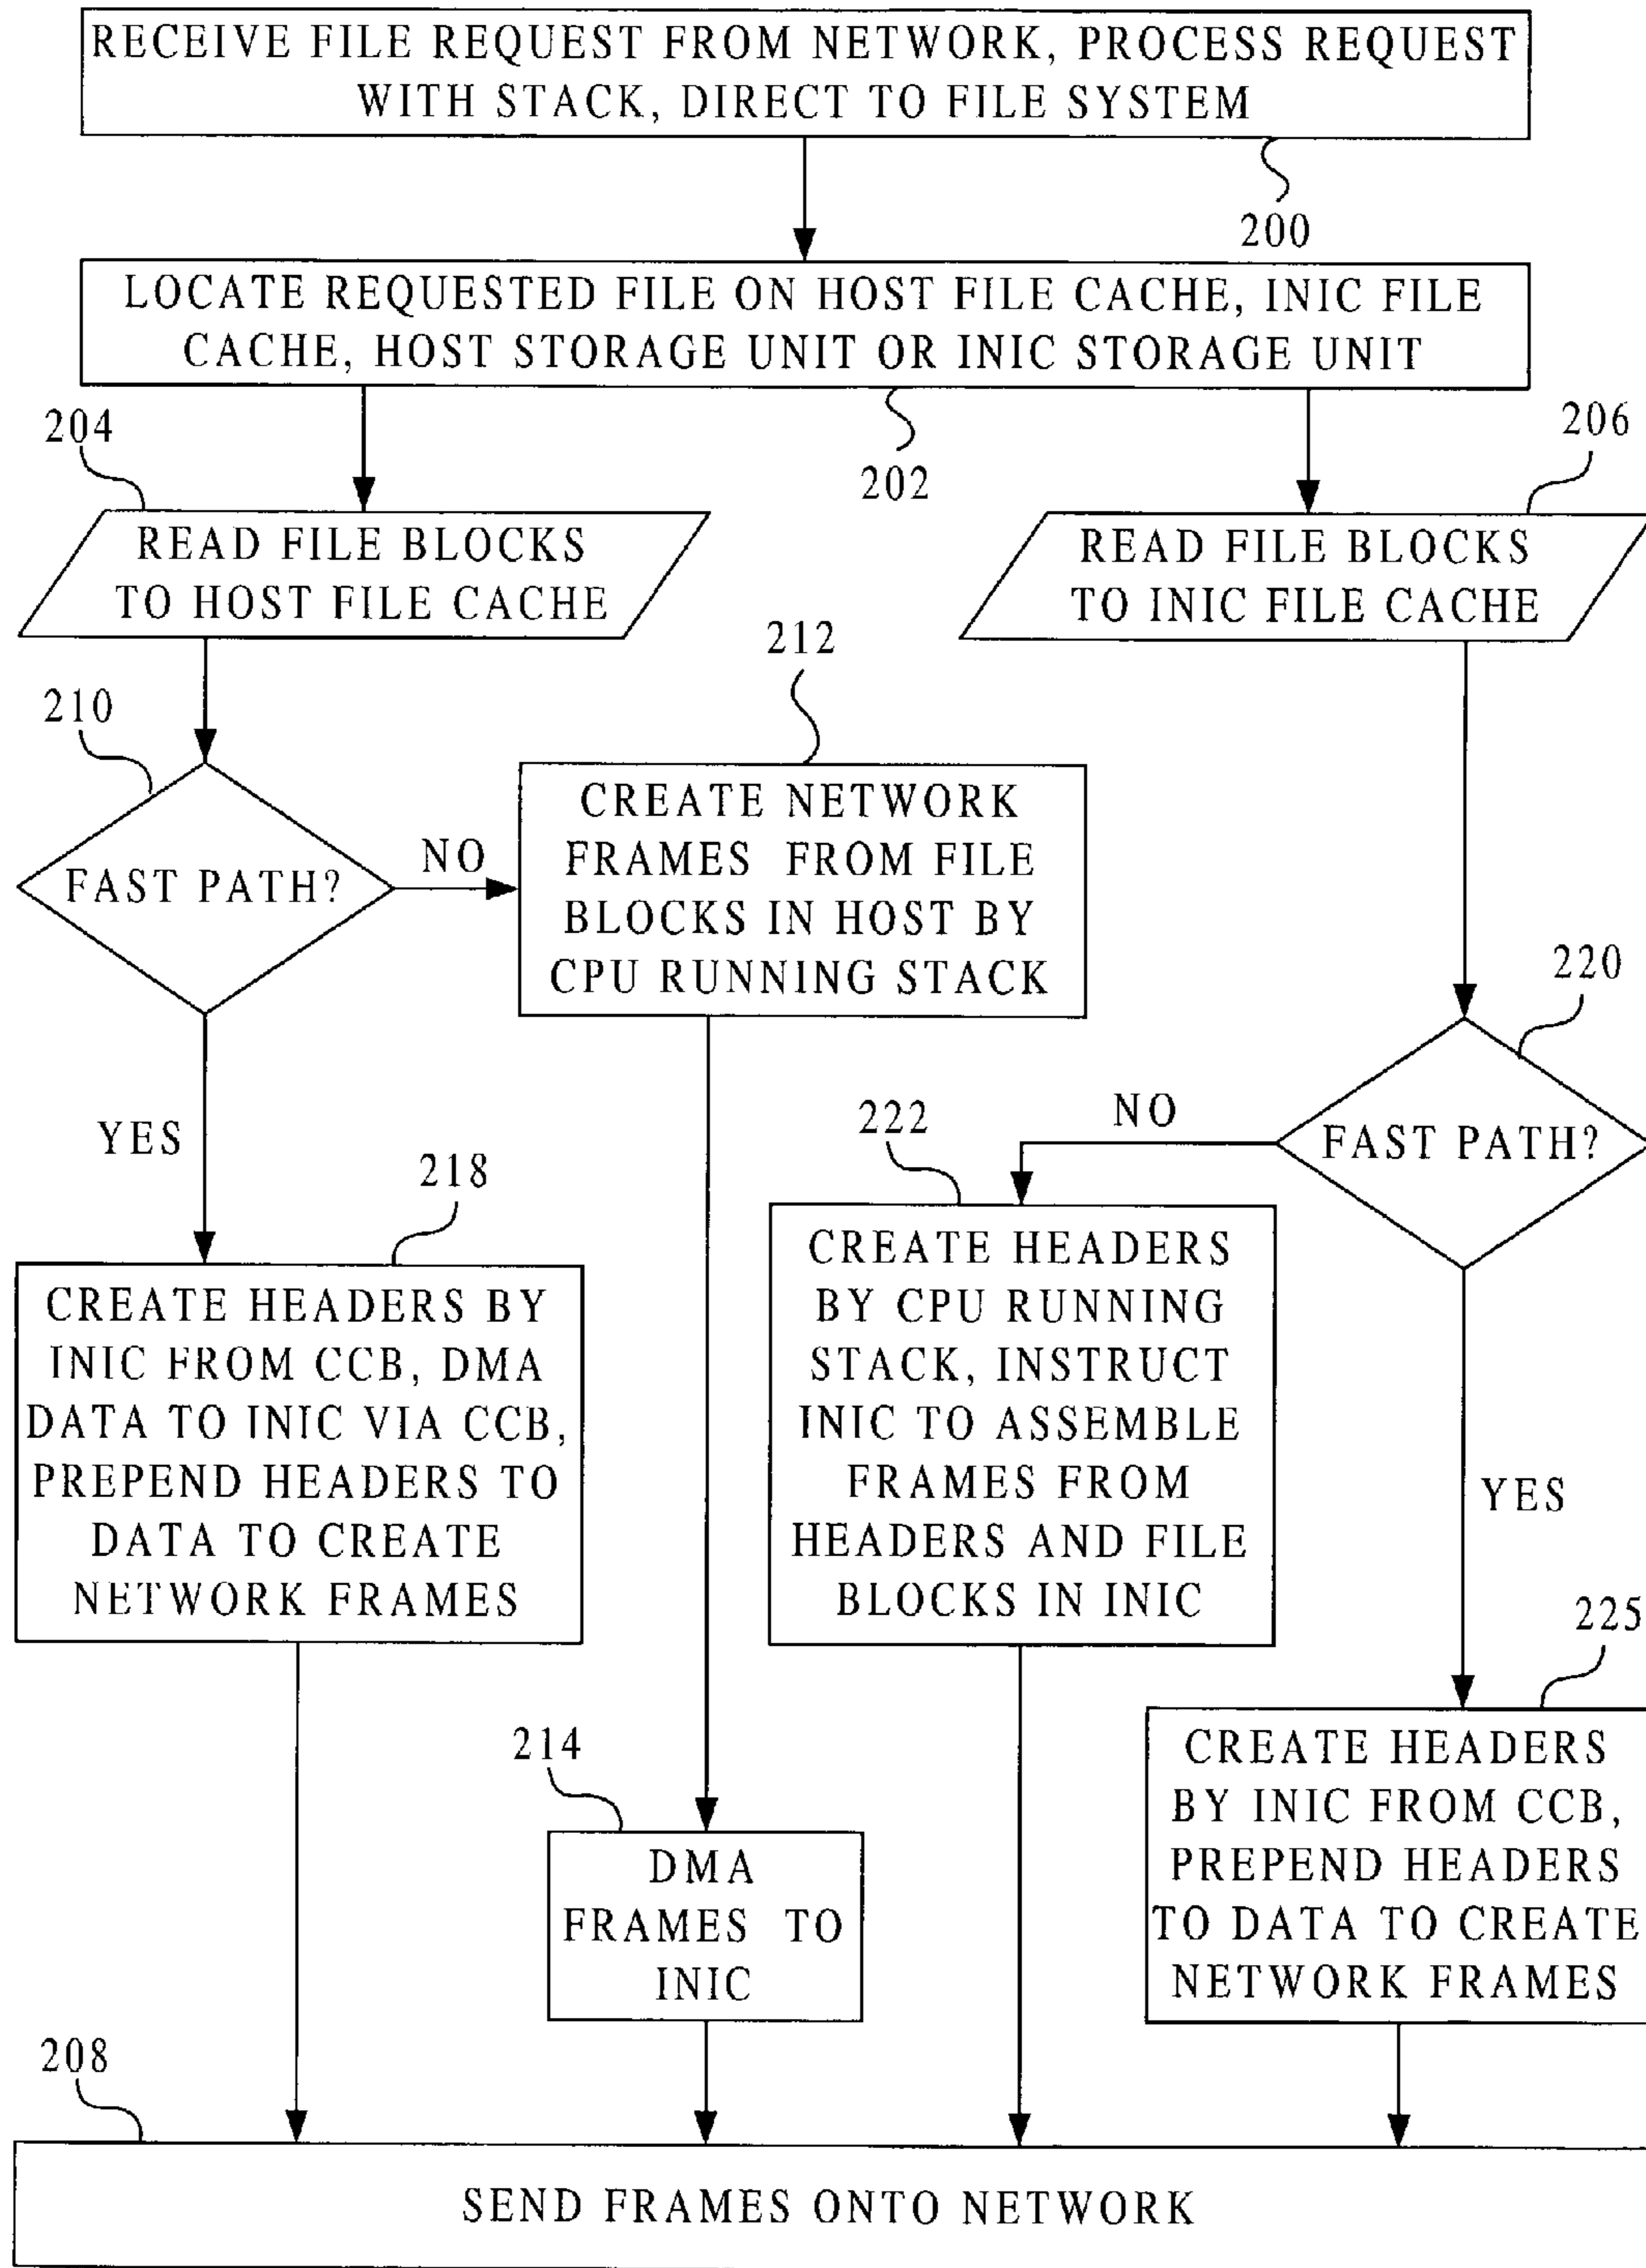 RECEIVE FILE REQUEST FROM NETWORK, PROCESS REQUEST
WITH STACK, DIRECT TO FILE SYSTEM
200
LOCATE REQUESTED FILE ON HOST FILE CACHE, INIC FILE
CACHE, HOST STORAGE UNIT OR INIC STORAGE UNIT
202
204
READ FILE BLOCKS
TO HOST FILE CACHE
206
READ FILE BLOCKS
TO INIC FILE CACHE
210
FAST PATH?
NO
YES
212
CREATE NETWORK
FRAMES FROM FILE
BLOCKS IN HOST BY
CPU RUNNING STACK
220
FAST PATH?
NO
YES
218
CREATE HEADERS BY
INIC FROM CCB, DMA
DATA TO INIC VIA CCB,
PREPEND HEADERS TO
DATA TO CREATE
NETWORK FRAMES
222
CREATE HEADERS
BY CPU RUNNING
STACK, INSTRUCT
INIC TO ASSEMBLE
FRAMES FROM
HEADERS AND FILE
BLOCKS IN INIC
214
DMA
FRAMES TO
INIC
225
CREATE HEADERS
BY INIC FROM CCB,
PREPEND HEADERS
TO DATA TO CREATE
NETWORK FRAMES
208
SEND FRAMES ONTO NETWORK